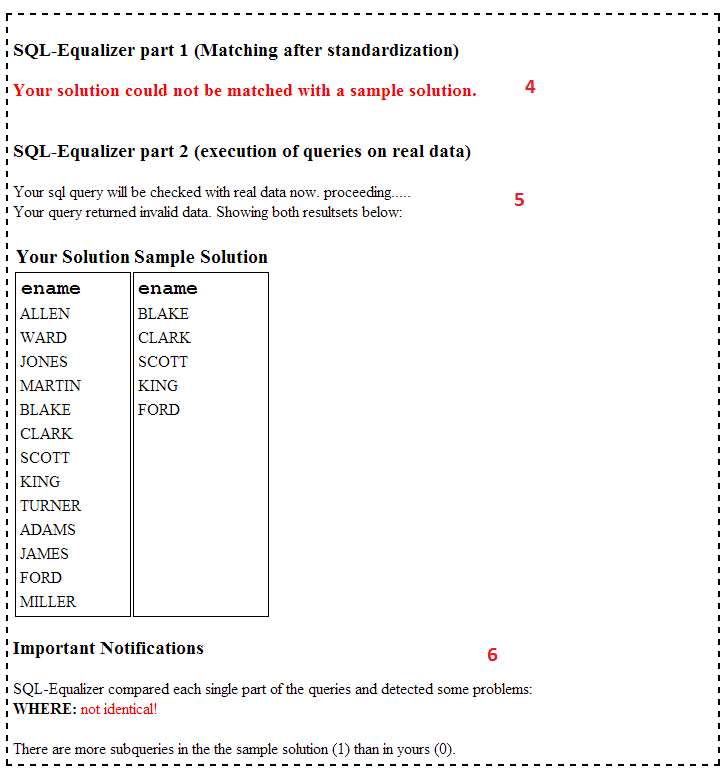 SQL-Equalizer part 1 (Matching after standardization)
Your solution could not be matched with a sample solution. 4
SQL-Equalizer part 2 (execution of queries on real data)
Your sql query will be checked with real data now. proceeding.....
5
Your query returned invalid data. Showing both resultsets below:
Your Solution Sample Solution
ename ename
ALLEN BLAKE
WARD CLARK
JONES SCOTT
MARTIN KING
BLAKE FORD
CLARK
SCOTT
KING
TURNER
ADAMS
JAMES
FORD
MILLER
Important Notifications 6
SQL-Equalizer compared each single part of the queries and detected some problems:
WHERE: not identical!
There are more subqueries in the the sample solution (1) than in yours (0).